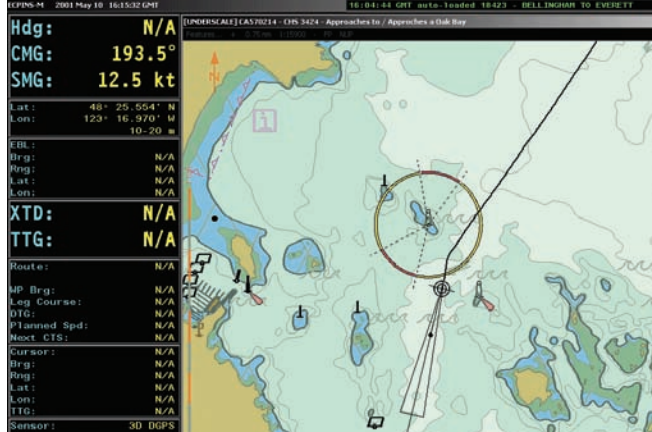 ECPINS-M 2001 May 10 16:15:32 GMT
16:04:44 GMT auto-loaded 18423 - BELLINGHAM TO EVERETT
[UNDERSCALE] CA570214 - CHS 3424 - Approaches to / Approches a Oak Bay
Features...
Hdg: N/A
CMG: 193.5°
SMG: 12.5 kt
Lat: 48° 25.554' N
Lon: 123° 16.970' W
10-20 m
EBL:
Brg: N/A
Rng: N/A
Lat: N/A
Lon: N/A
XTD: N/A
TTG: N/A
Route: N/A
WP Brg: N/A
Leg Course: N/A
DTG: N/A
Planned Spd: N/A
Next CTS: N/A
Cursor: N/A
Brg: N/A
Rng: N/A
Lat: N/A
Lon: N/A
TTG: N/A
Sensor: 3D DGPS
N
i